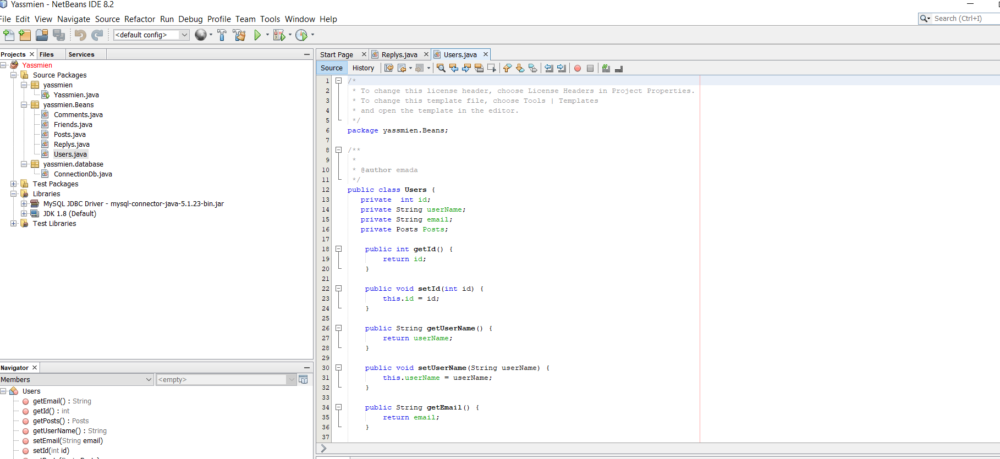 Yassmien - NetBeans IDE 8.2
File Edit View Navigate Source Refactor Run Debug Profile Team Tools Window Help
Search (Ctrl+I)
<default config>
Projects Files Services
Yassmien
Source Packages
yassmien
Yassmien.java
yassmien.Beans
Comments.java
Friends.java
Posts.java
Replys.java
Users.java
yassmien.database
ConnectionDb.java
Test Packages
Libraries
MySQL JDBC Driver - mysql-connector-java-5.1.23-bin.jar
JDK 1.8 (Default)
Test Libraries
Navigator
Members
<empty>
Users
getEmail() : String
getId() : int
getPosts() : Posts
getUserName() : String
setEmail(String email)
setId(int id)
Start Page Replys.java Users.java
Source History
1 /*
2 * To change this license header, choose License Headers in Project Properties.
3 * To change this template file, choose Tools | Templates
4 * and open the template in the editor.
5 */
6 package yassmien.Beans;
7
8 /**
9 *
10 * @author emada
11 */
12 public class Users {
13 private  int id;
14 private String userName;
15 private String email;
16 private Posts Posts;
17
18 public int getId() {
19 return id;
20 }
21
22 public void setId(int id) {
23 this.id = id;
24 }
25
26 public String getUserName() {
27 return userName;
28 }
29
30 public void setUserName(String userName) {
31 this.userName = userName;
32 }
33
34 public String getEmail() {
35 return email;
36 }
37